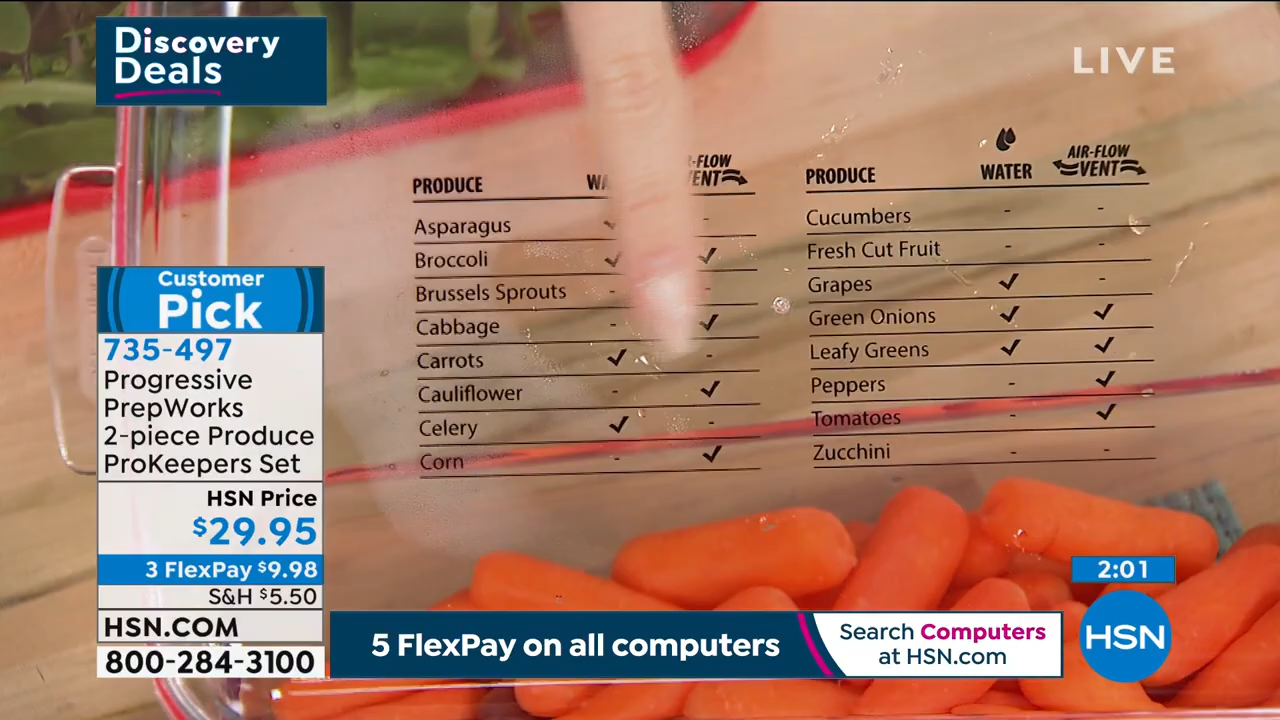 Discovery
Deals
LIVE
PRODUCE
PRODUCE WATER AIR-FLOW
VENT
Asparagus ✓ -
Broccoli ✓ ✓
Brussels Sprouts - -
Cabbage - ✓
Carrots ✓ -
Cauliflower - ✓
Celery ✓ -
Corn - ✓
Cucumbers - -
Fresh Cut Fruit - -
Grapes ✓ -
Green Onions ✓ ✓
Leafy Greens ✓ ✓
Peppers - ✓
Tomatoes - ✓
Zucchini - -
Customer
Pick
735-497
Progressive
PrepWorks
2-piece Produce
ProKeepers Set
HSN Price
$29.95
3 FlexPay $9.98
S&H $5.50
HSN.COM
800-284-3100
5 FlexPay on all computers
Search Computers
at HSN.com
2:01
HSN